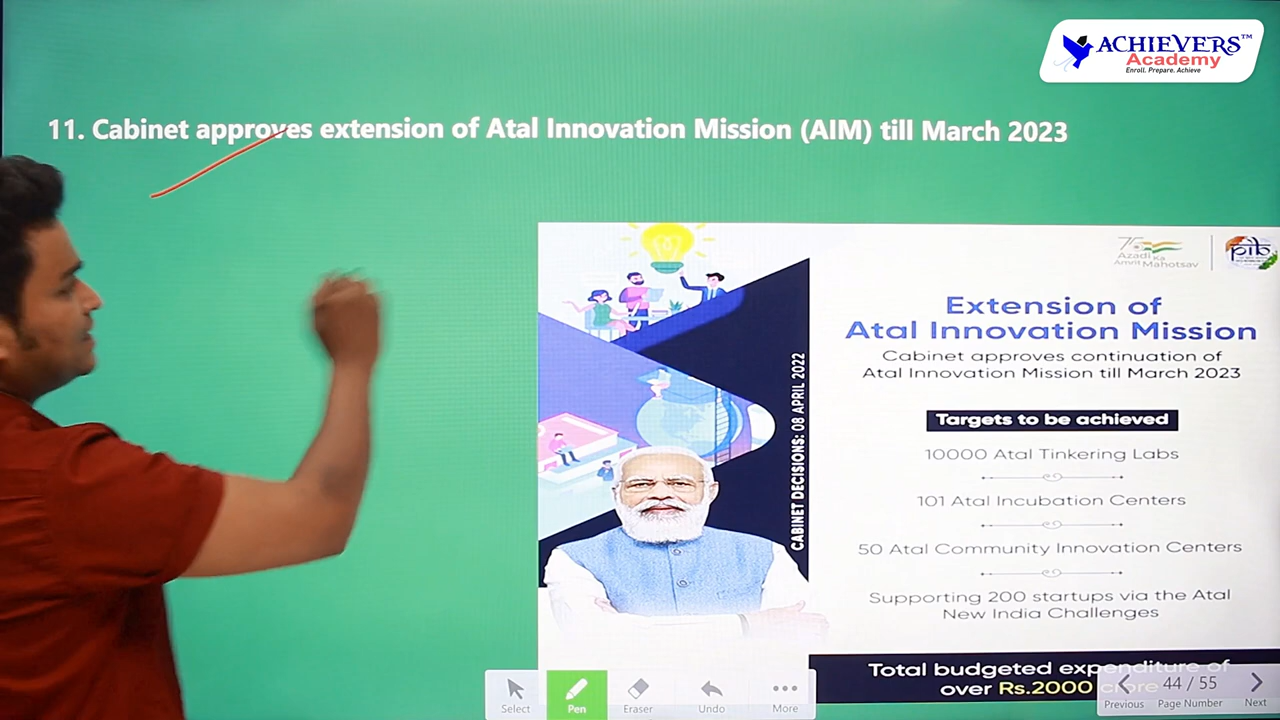 ACHIEVERS™
Academy
Enroll. Prepare. Achieve
11. Cabinet approves extension of Atal Innovation Mission (AIM) till March 2023
75
Azadi Ka
Amrit Mahotsav
pib
Extension of
Atal Innovation Mission
Cabinet approves continuation of
Atal Innovation Mission till March 2023
CABINET DECISIONS: 08 APRIL 2022
Targets to be achieved
10000 Atal Tinkering Labs
101 Atal Incubation Centers
50 Atal Community Innovation Centers
Supporting 200 startups via the Atal
New India Challenges
Total budgeted expenditure of
over Rs.2000 crore
Select
Pen
Eraser
Undo
More
Previous
44 / 55
Page Number
Next